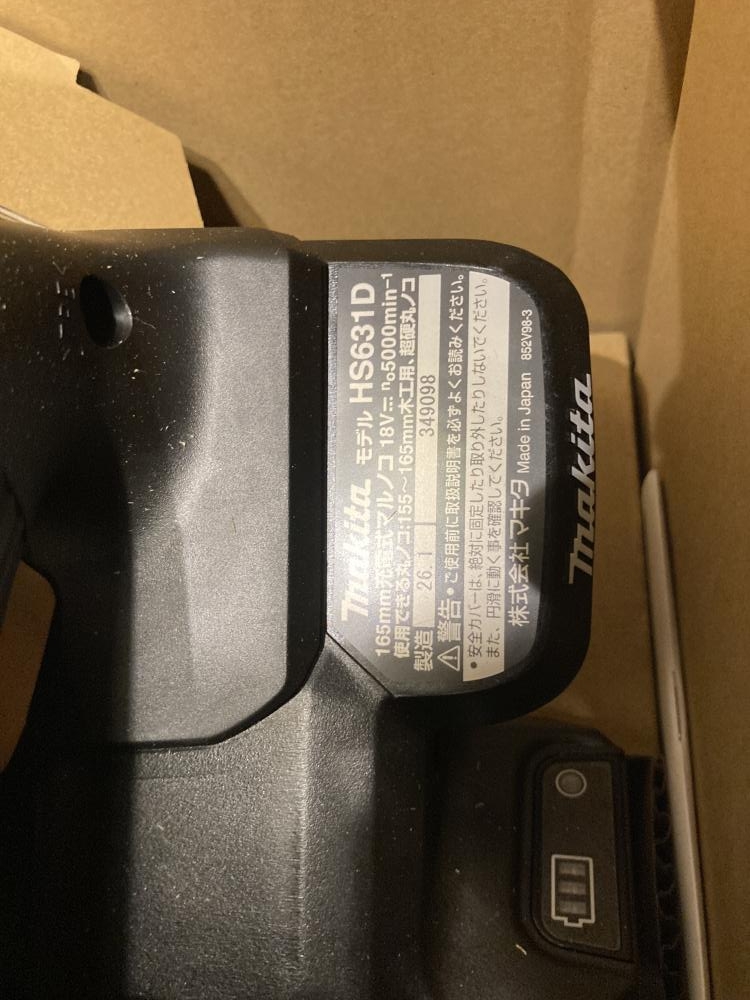 makita モデル HS631D
165mm充電式マルノコ 18V⎓ n₀5000min⁻¹
使用できる丸ノコ:155〜165mm木工用、超硬丸ノコ
製造 26.1 349098
⚠警告 •ご使用前に取扱説明書を必ずよくお読みください。
•安全カバーは、絶対に固定したり取り外したりしないでください。
また、円滑に動く事を確認してください。
株式会社マキタ Made in Japan 852V98-3
makita